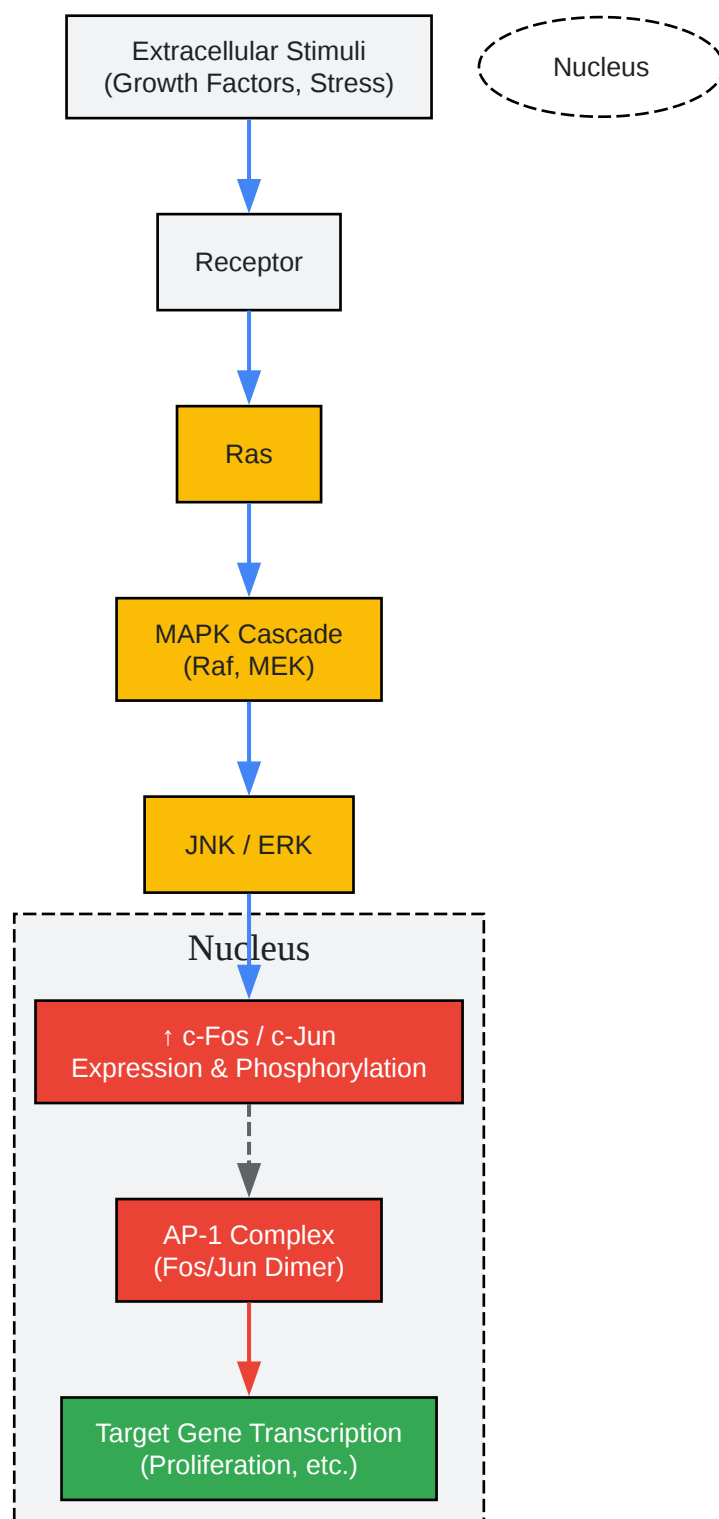 Extracellular Stimuli
(Growth Factors, Stress)
Nucleus
Receptor
Ras
MAPK Cascade
(Raf, MEK)
JNK / ERK
Nucleus
↑ c-Fos / c-Jun
Expression & Phosphorylation
AP-1 Complex
(Fos/Jun Dimer)
Target Gene Transcription
(Proliferation, etc.)